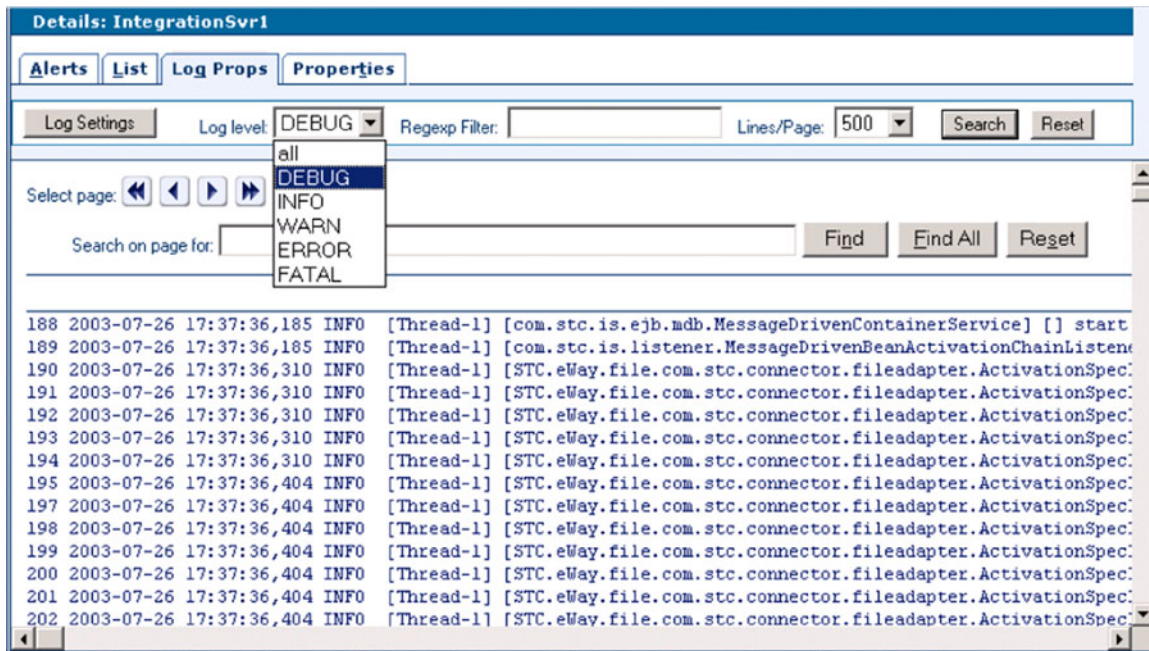 Details: IntegrationSvr1
Alerts List Log Props Properties
Log Settings Log level: DEBUG Regexp Filter: Lines/Page: 500 Search Reset
all
DEBUG
INFO
WARN
ERROR
FATAL
Select page:
Search on page for: Find Find All Reset
188 2003-07-26 17:37:36,185 INFO [Thread-1] [com.stc.is.ejb.mdb.MessageDrivenContainerService] [] start
189 2003-07-26 17:37:36,185 INFO [Thread-1] [com.stc.is.listener.MessageDrivenBeanActivationChainListene
190 2003-07-26 17:37:36,310 INFO [Thread-1] [STC.eWay.file.com.stc.connector.fileadapter.ActivationSpec
191 2003-07-26 17:37:36,310 INFO [Thread-1] [STC.eWay.file.com.stc.connector.fileadapter.ActivationSpec
192 2003-07-26 17:37:36,310 INFO [Thread-1] [STC.eWay.file.com.stc.connector.fileadapter.ActivationSpec
193 2003-07-26 17:37:36,310 INFO [Thread-1] [STC.eWay.file.com.stc.connector.fileadapter.ActivationSpec
194 2003-07-26 17:37:36,310 INFO [Thread-1] [STC.eWay.file.com.stc.connector.fileadapter.ActivationSpec
195 2003-07-26 17:37:36,404 INFO [Thread-1] [STC.eWay.file.com.stc.connector.fileadapter.ActivationSpec
197 2003-07-26 17:37:36,404 INFO [Thread-1] [STC.eWay.file.com.stc.connector.fileadapter.ActivationSpec
198 2003-07-26 17:37:36,404 INFO [Thread-1] [STC.eWay.file.com.stc.connector.fileadapter.ActivationSpec
199 2003-07-26 17:37:36,404 INFO [Thread-1] [STC.eWay.file.com.stc.connector.fileadapter.ActivationSpec
200 2003-07-26 17:37:36,404 INFO [Thread-1] [STC.eWay.file.com.stc.connector.fileadapter.ActivationSpec
201 2003-07-26 17:37:36,404 INFO [Thread-1] [STC.eWay.file.com.stc.connector.fileadapter.ActivationSpec
202 2003-07-26 17:37:36,404 INFO [Thread-1] [STC.eWay.file.com.stc.connector.fileadapter.ActivationSpec